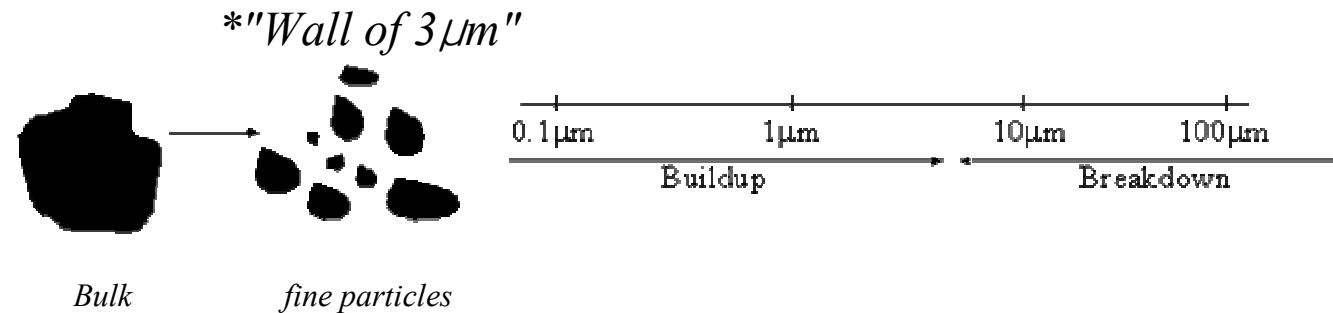 *"Wall of 3μm"
0.1μm 1μm 10μm 100μm
Buildup Breakdown
Bulk fine particles